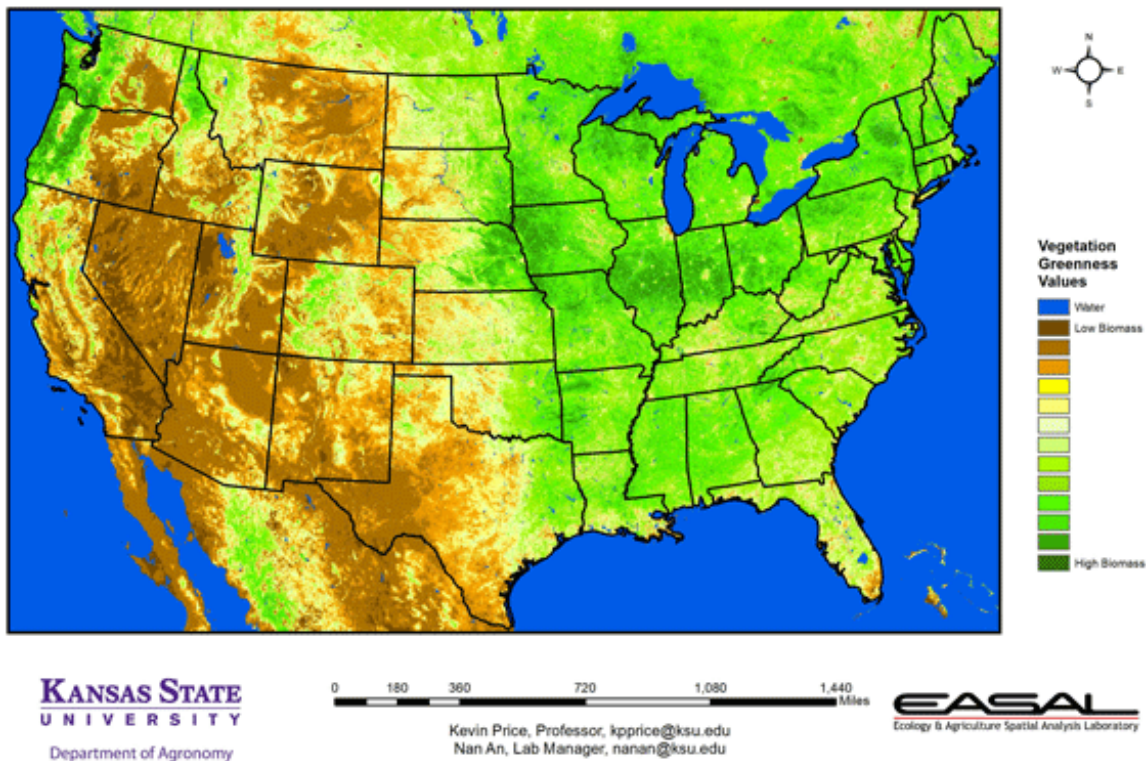 N
W E
S
Vegetation
Greenness
Values
Water
Low Biomass
High Biomass
KANSAS STATE
UNIVERSITY
Department of Agronomy
0 180 360 720 1,080 1,440
Miles
Kevin Price, Professor, kpprice@ksu.edu
Nan An, Lab Manager, nanan@ksu.edu
EASAL
Ecology & Agriculture Spatial Analysis Laboratory